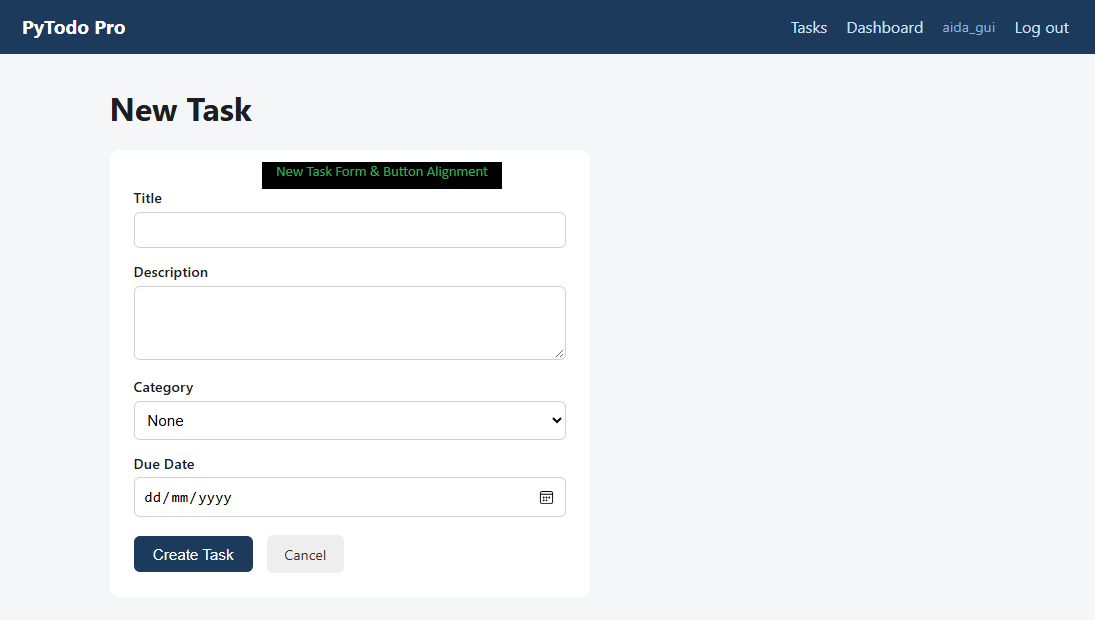 PyTodo Pro
Tasks Dashboard aida_gui Log out
New Task
New Task Form & Button Alignment
Title
Description
Category
None
Due Date
dd/mm/yyyy
Create Task Cancel